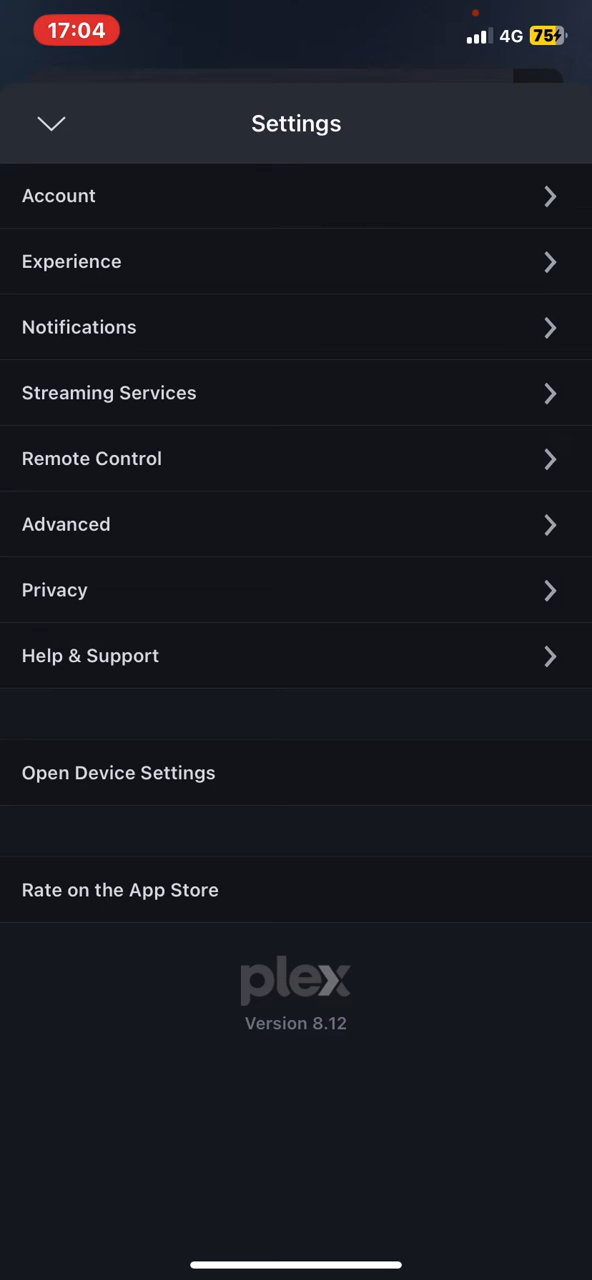 17:04
4G 75
Settings
Account
Experience
Notifications
Streaming Services
Remote Control
Advanced
Privacy
Help & Support
Open Device Settings
Rate on the App Store
plex
Version 8.12